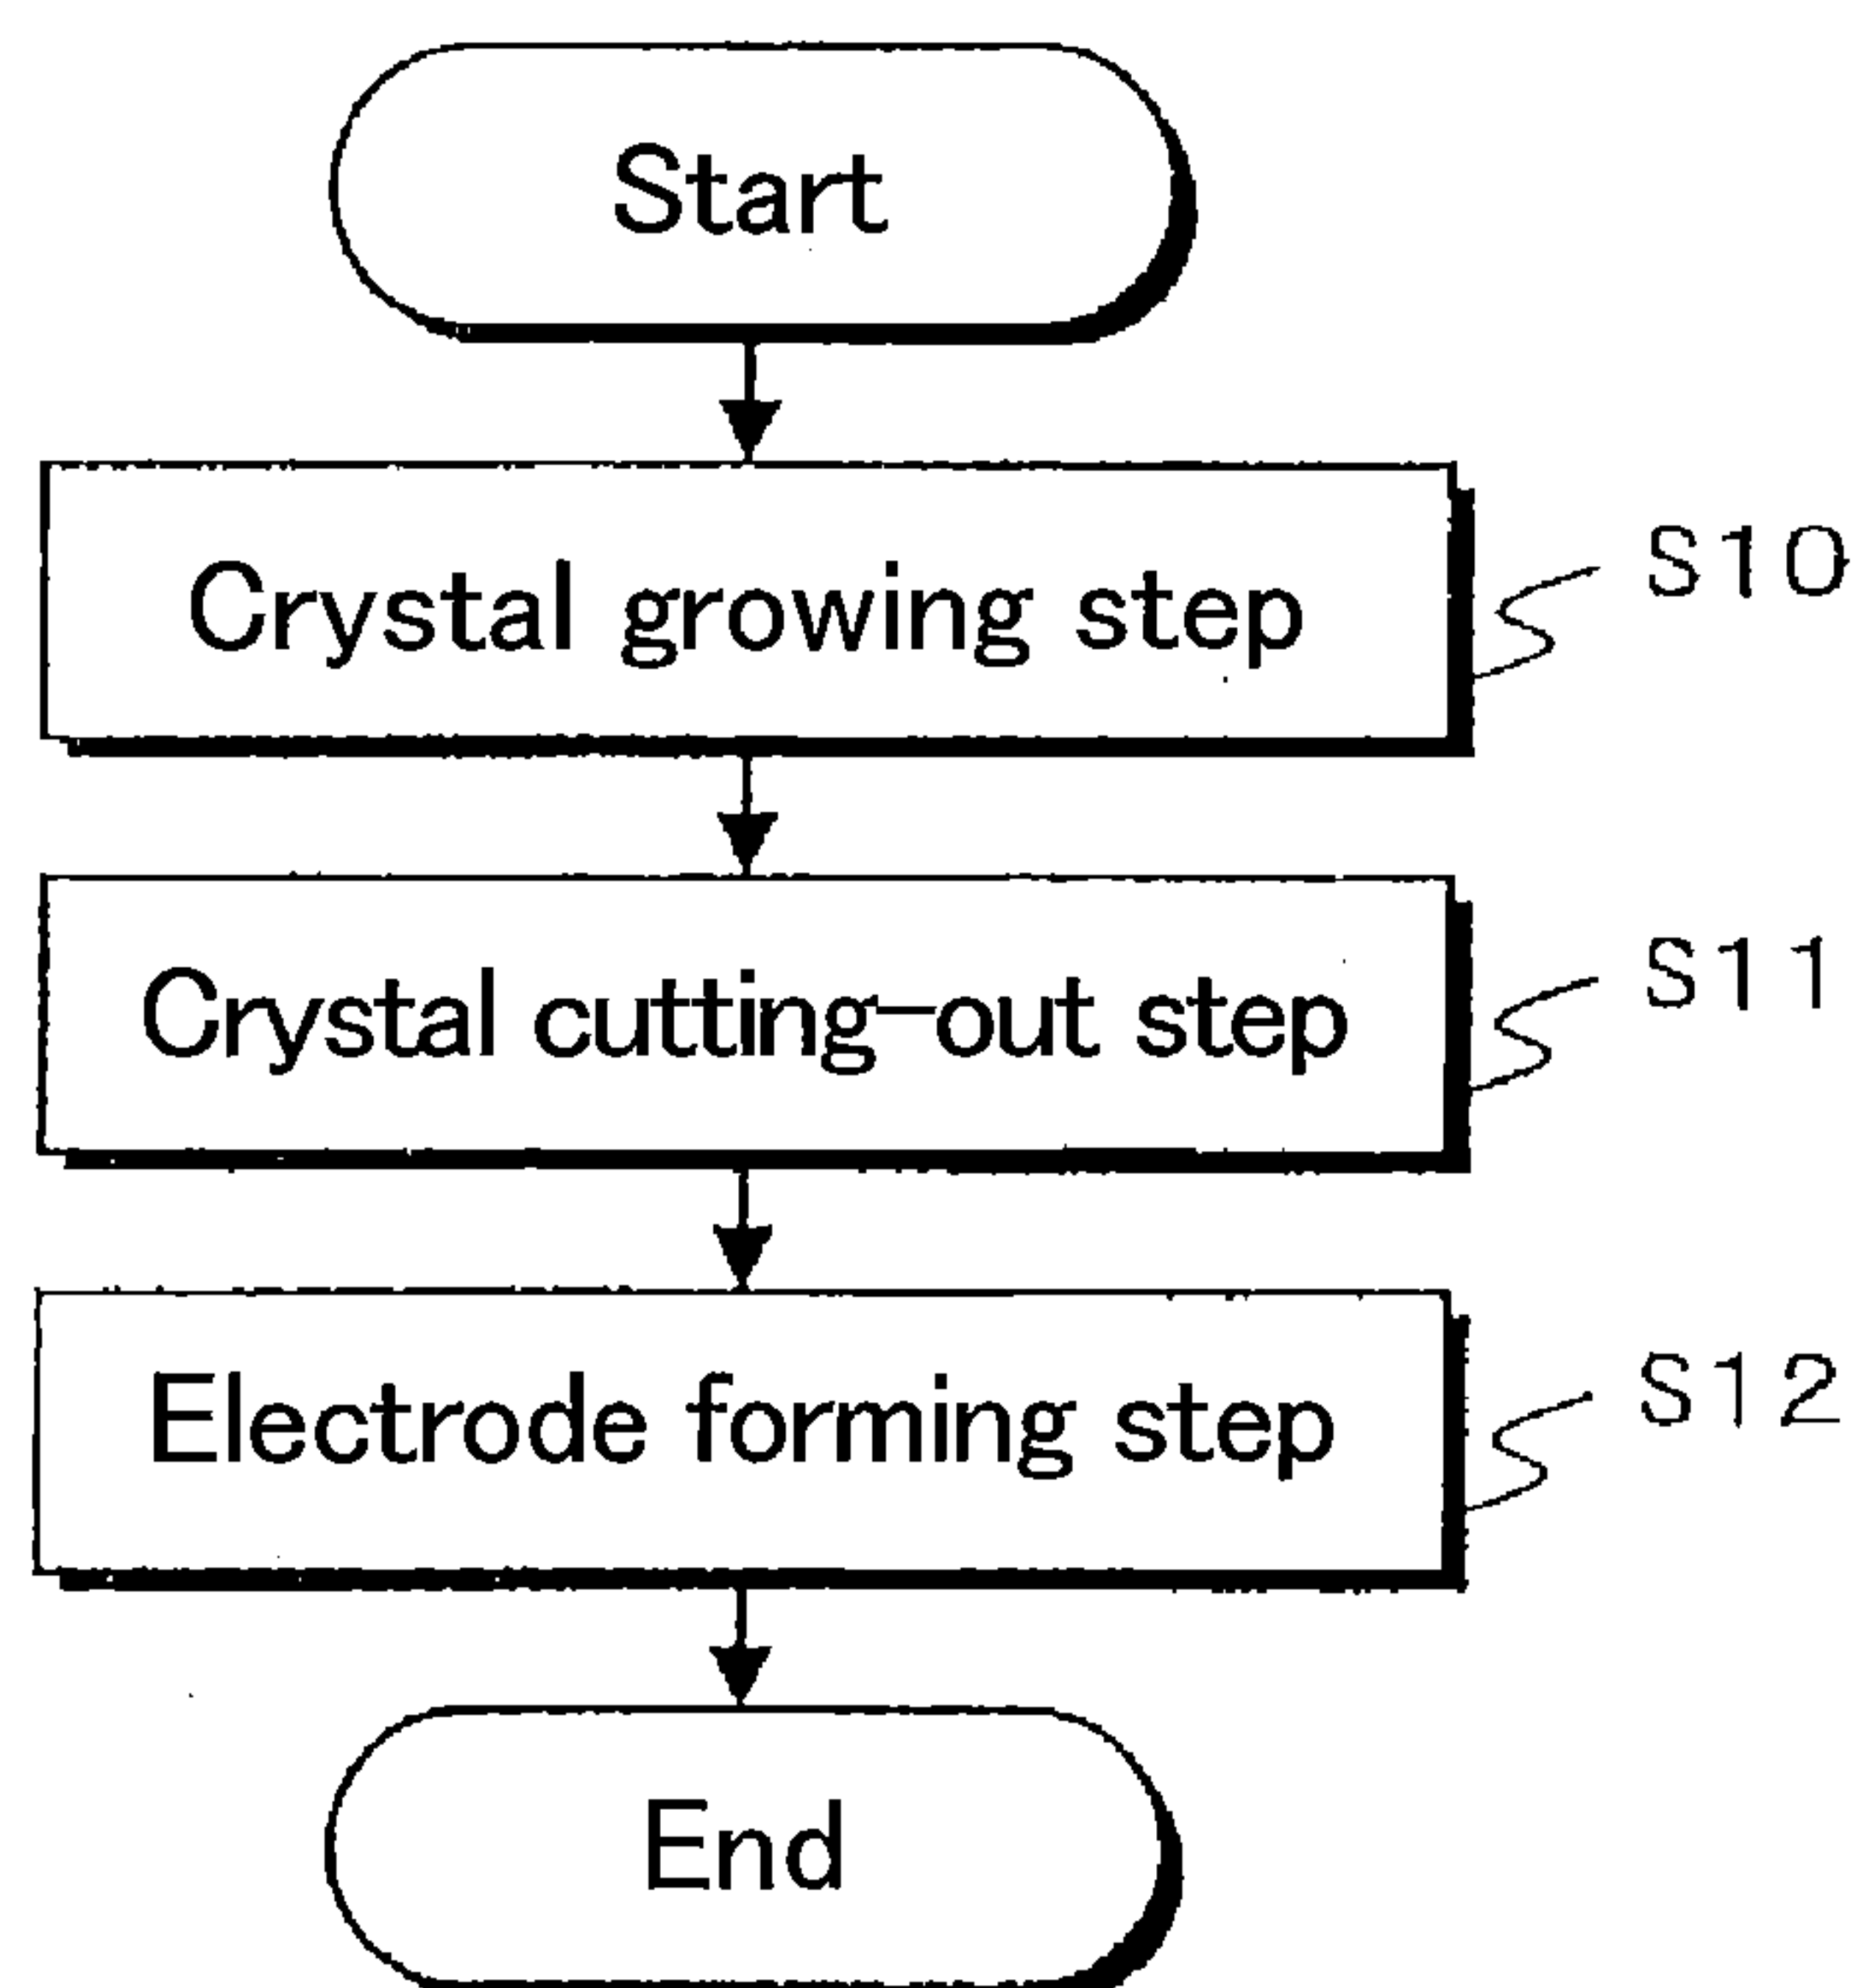 Start
Crystal growing step
S10
Crystal cutting-out step
S11
Electrode forming step
S12
End